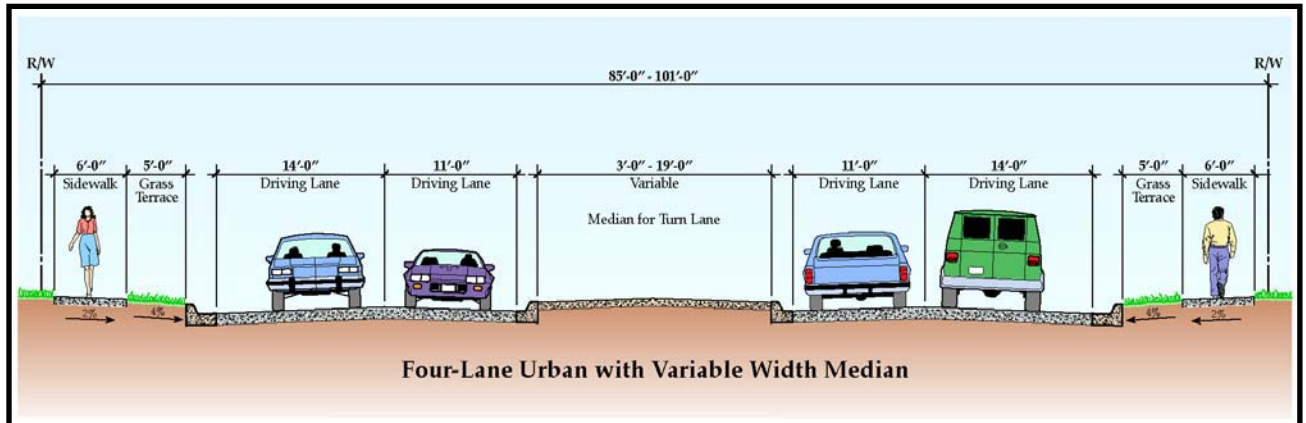 R/W R/W
85'-0" - 101'-0"
6'-0" 5'-0" 14'-0" 11'-0" 3'-0" - 19'-0" 11'-0" 14'-0" 5'-0" 6'-0"
Sidewalk Grass Driving Lane Driving Lane Variable Driving Lane Driving Lane Grass Sidewalk
Terrace Terrace
Median for Turn Lane
2% 4% 4% 2%
Four-Lane Urban with Variable Width Median